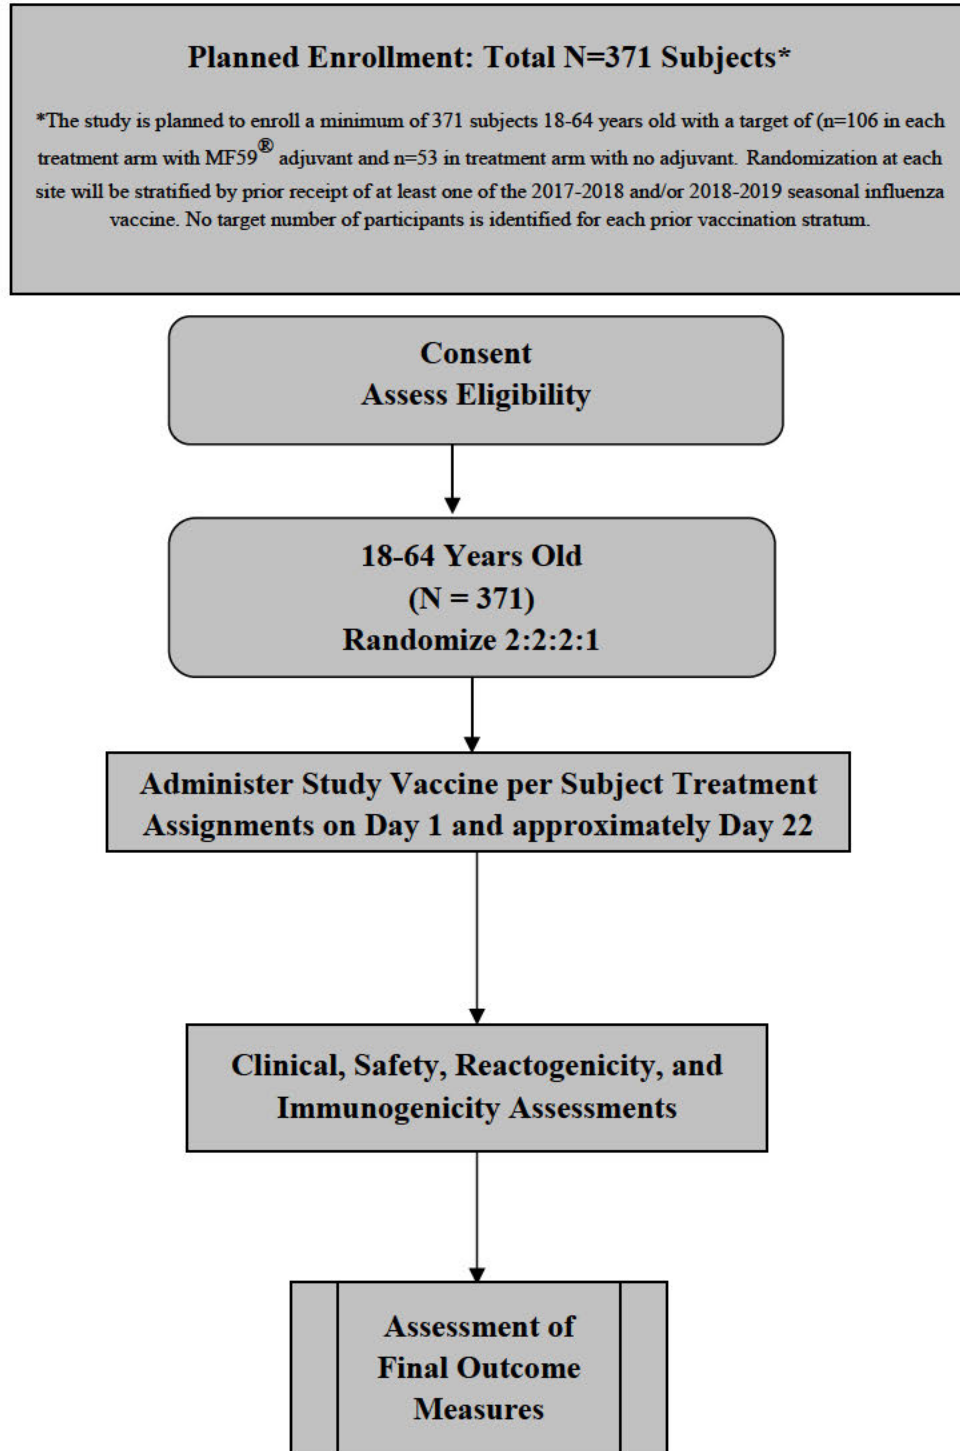 Planned Enrollment: Total N=371 Subjects*
*The study is planned to enroll a minimum of 371 subjects 18-64 years old with a target of (n=106 in each
treatment arm with MF59® adjuvant and n=53 in treatment arm with no adjuvant. Randomization at each
site will be stratified by prior receipt of at least one of the 2017-2018 and/or 2018-2019 seasonal influenza
vaccine. No target number of participants is identified for each prior vaccination stratum.
Consent
Assess Eligibility
18-64 Years Old
(N = 371)
Randomize 2:2:2:1
Administer Study Vaccine per Subject Treatment
Assignments on Day 1 and approximately Day 22
Clinical, Safety, Reactogenicity, and
Immunogenicity Assessments
Assessment of
Final Outcome
Measures